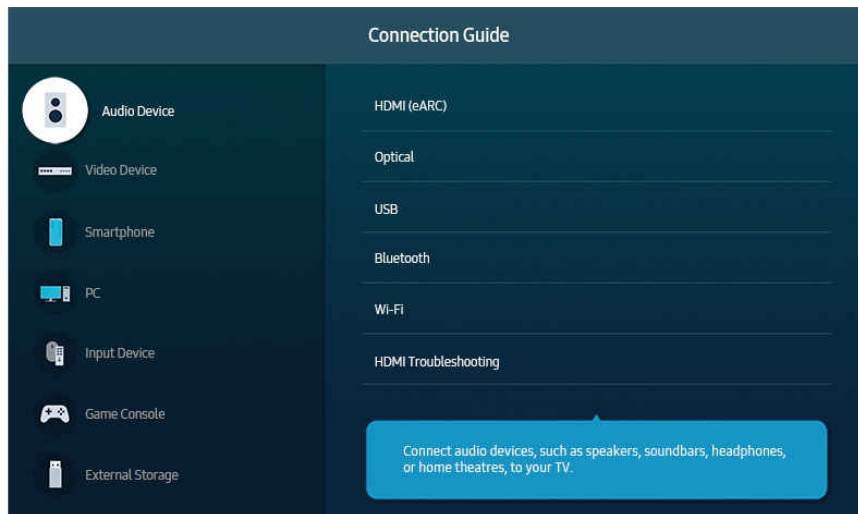 Connection Guide
Audio Device
Video Device
Smartphone
PC
Input Device
Game Console
External Storage
HDMI (eARC)
Optical
USB
Bluetooth
Wi-Fi
HDMI Troubleshooting
Connect audio devices, such as speakers, soundbars, headphones,
or home theatres, to your TV.